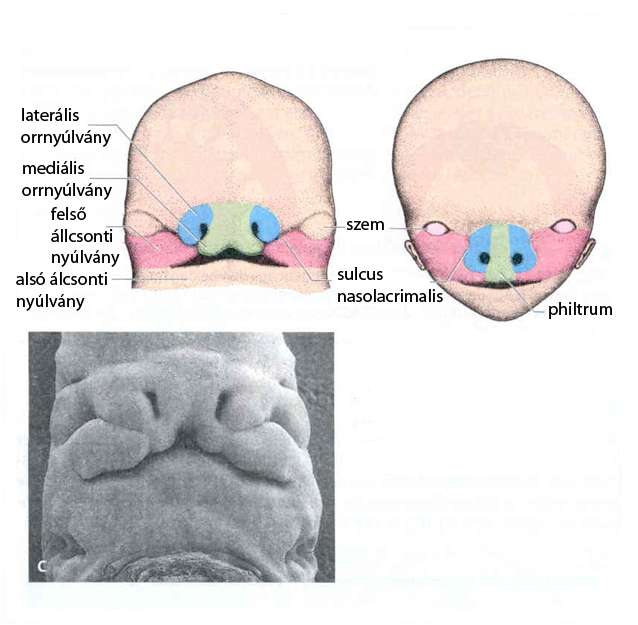 laterális
orrnyúlvány
mediális
orrnyúlvány
felső
állcsonti
nyúlvány
alsó álcsonti
nyúlvány
szem
sulcus
nasolacrimalis
philtrum
C